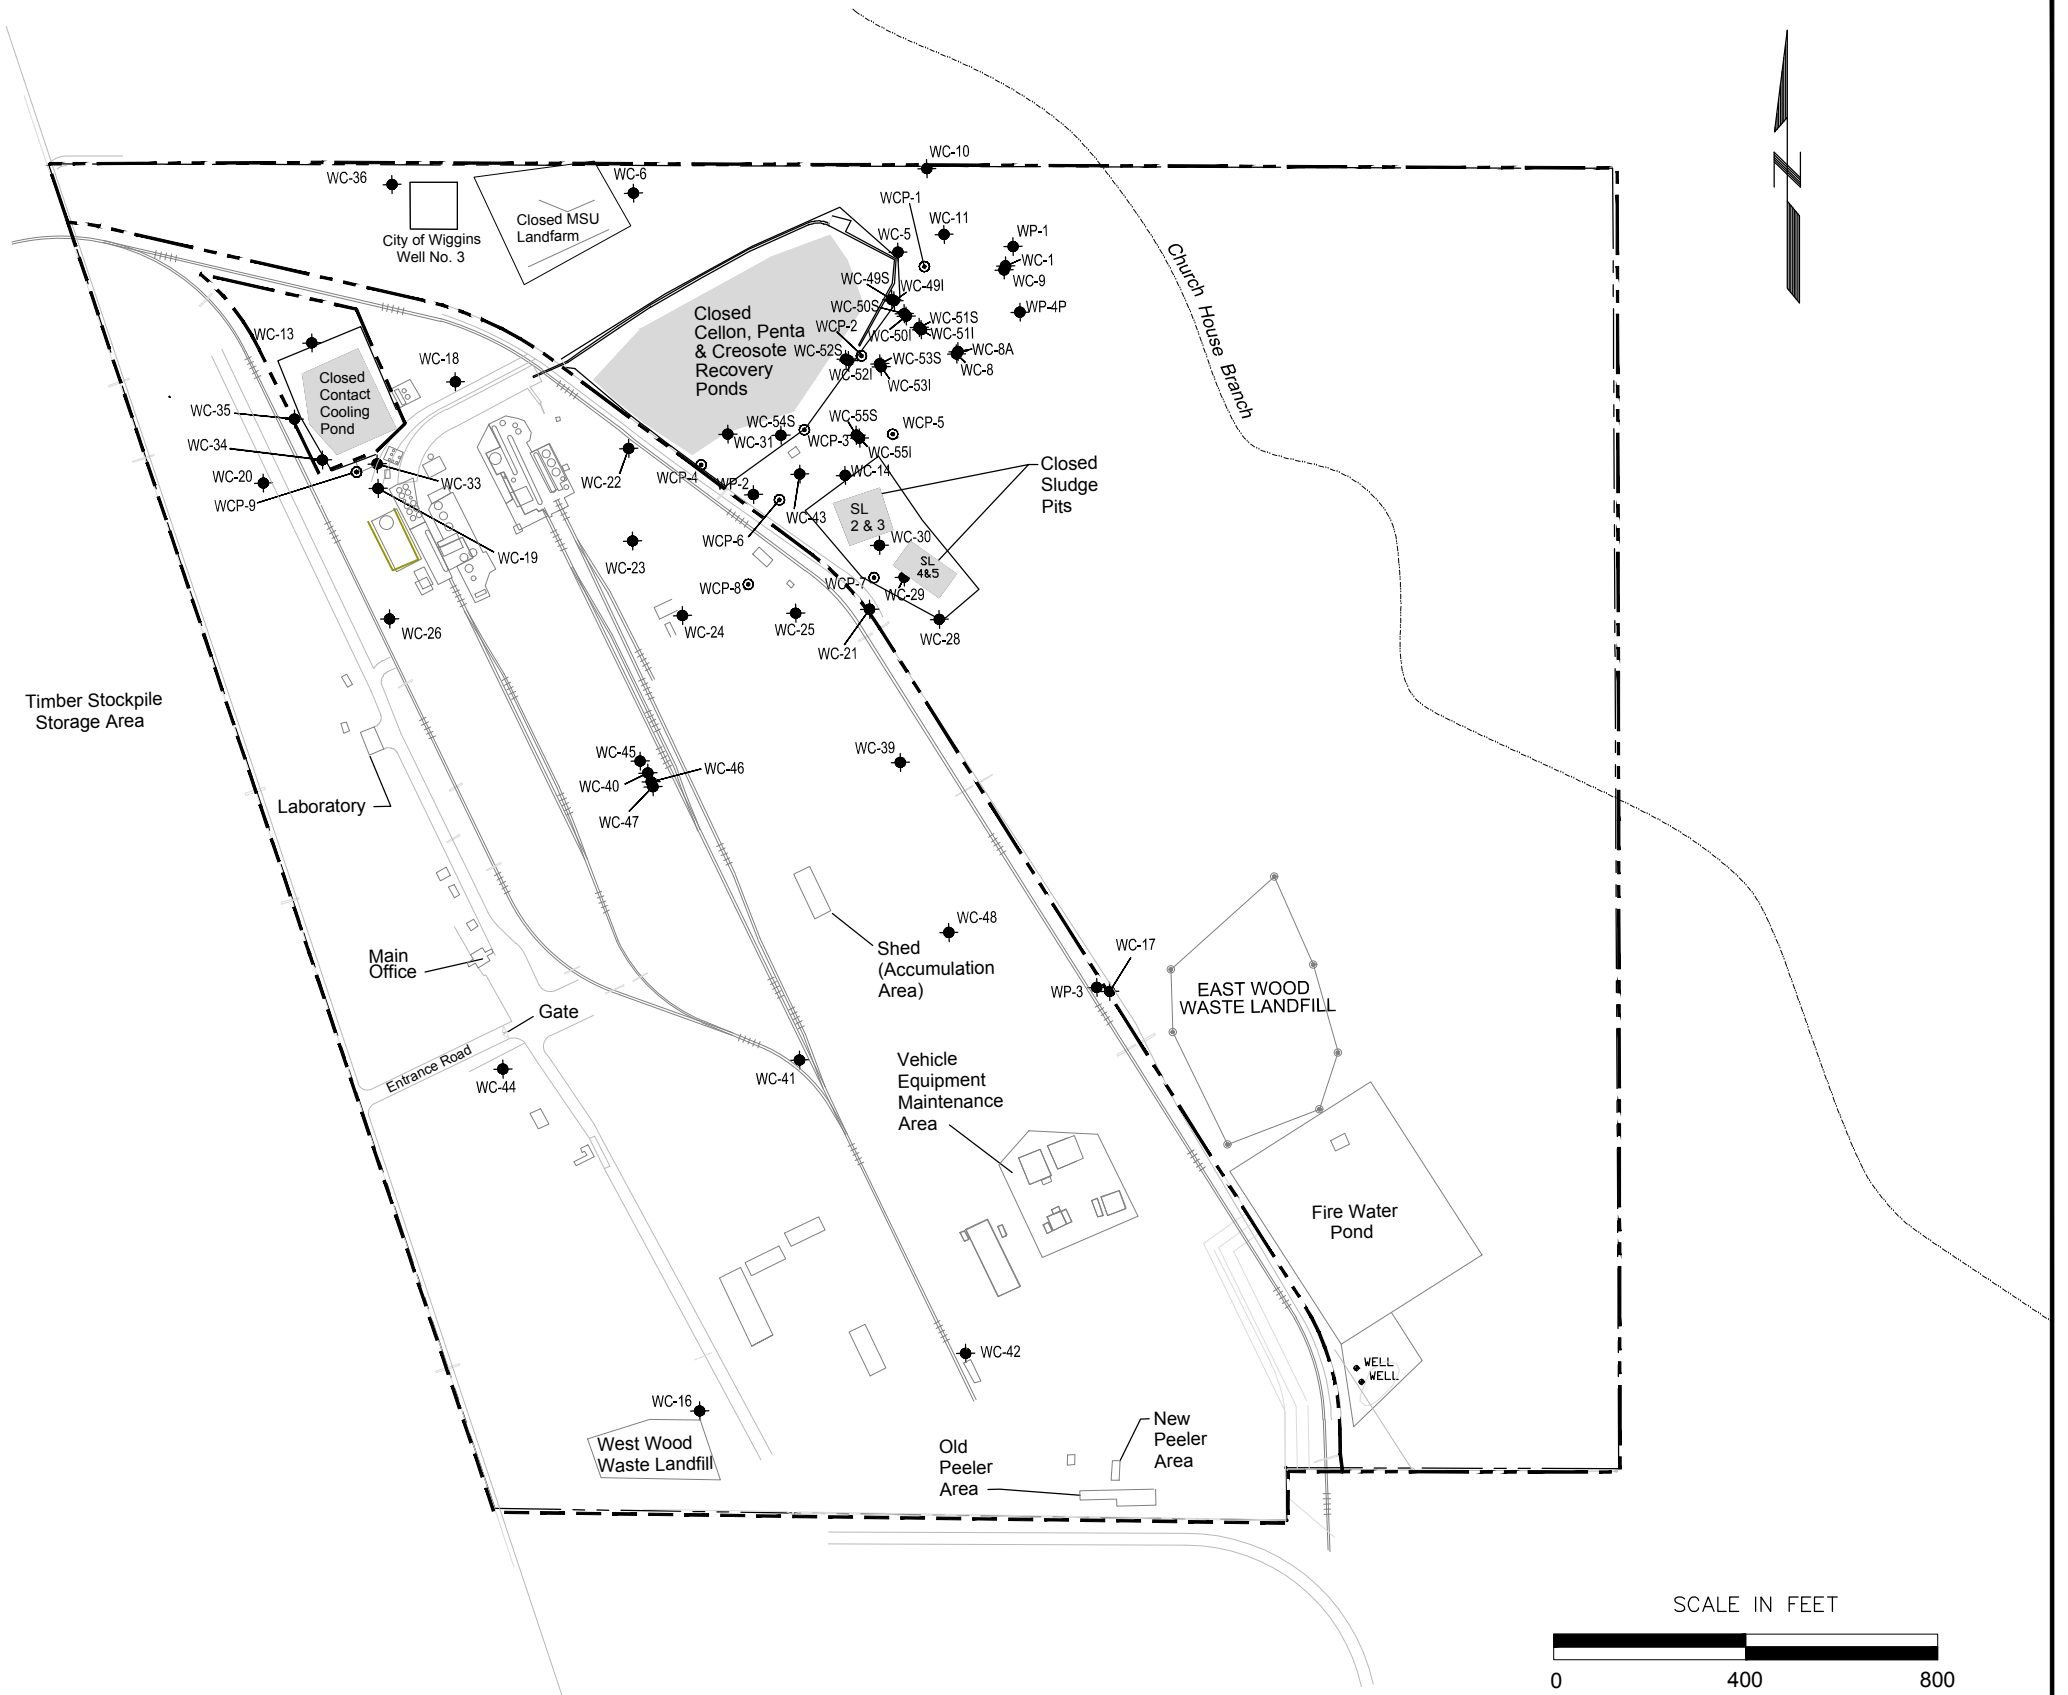 WC-10
WC-36
WC-6
WCP-1
Closed MSU
Landfarm
WC-11
City of Wiggins
Well No. 3
WC-5
WP-1
WC-1
WC-9
WC-49S
WC-49I
WC-50S
WP-4P
Closed
Cellon, Penta
& Creosote
Recovery
Ponds
WCP-2
WC-51S
WC-50I
WC-51I
WC-13
WC-52S
WC-53S
WC-8A
WC-8
WC-18
WC-52I
WC-53I
Closed
Contact
Cooling
Pond
WC-35
WC-54S
WC-55S
WCP-5
WC-31
WCP-3
WC-55I
WC-34
Church House Branch
WC-20
WC-33
WC-22
WCP-4
WP-2
WC-14
Closed
Sludge
Pits
WCP-9
WC-43
SL
2 & 3
WCP-6
WC-30
WC-19
WC-23
SL
4&5
WCP-8
WCP-7
WC-29
WC-26
WC-24
WC-25
WC-28
WC-21
Timber Stockpile
Storage Area
WC-45
WC-39
WC-46
WC-40
Laboratory
WC-47
WC-48
Main
Office
Shed
(Accumulation
Area)
WC-17
WP-3
EAST WOOD
WASTE LANDFILL
Gate
Entrance Road
WC-44
WC-41
Vehicle
Equipment
Maintenance
Area
Fire Water
Pond
WC-42
WELL
WELL
WC-16
West Wood
Waste Landfill
Old
Peeler
Area
New
Peeler
Area
SCALE IN FEET
0
400
800
N